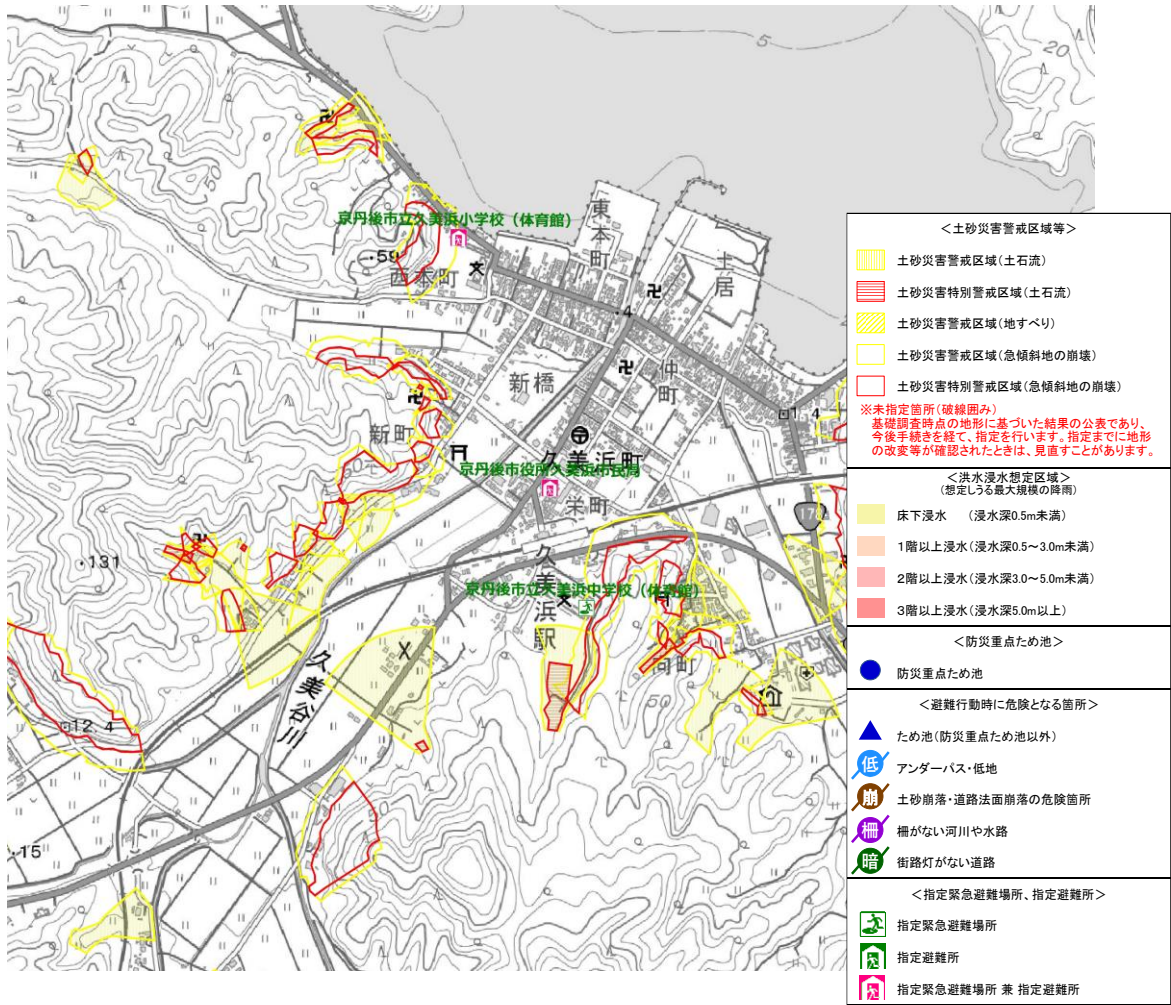 5
20
50
東本町
土居
京丹後市立久美浜小学校（体育館）
・59
西本町
文
卍
・4
卍
仲町
新橋
卍
1.4
新町
久美浜町
京丹後市役所久美浜市民局
栄町
178
・131
久美浜駅
京丹後市立久美浜中学校（体育館）
文
向町
50
久美谷川
12.4
・15
＜土砂災害警戒区域等＞
土砂災害警戒区域（土石流）
土砂災害特別警戒区域（土石流）
土砂災害警戒区域（地すべり）
土砂災害警戒区域（急傾斜地の崩壊）
土砂災害特別警戒区域（急傾斜地の崩壊）
※未指定箇所（破線囲み）
基礎調査時点の地形に基づいた結果の公表であり、
今後手続きを経て、指定を行います。指定までに地形
の改変等が確認されたときは、見直すことがあります。
＜洪水浸水想定区域＞
（想定しうる最大規模の降雨）
床下浸水　（浸水深0.5m未満）
1階以上浸水（浸水深0.5～3.0m未満）
2階以上浸水（浸水深3.0～5.0m未満）
3階以上浸水（浸水深5.0m以上）
＜防災重点ため池＞
防災重点ため池
＜避難行動時に危険となる箇所＞
ため池（防災重点ため池以外）
低 アンダーパス・低地
崩 土砂崩落・道路法面崩落の危険箇所
柵 柵がない河川や水路
暗 街路灯がない道路
＜指定緊急避難場所、指定避難所＞
指定緊急避難場所
指定避難所
指定緊急避難場所 兼 指定避難所